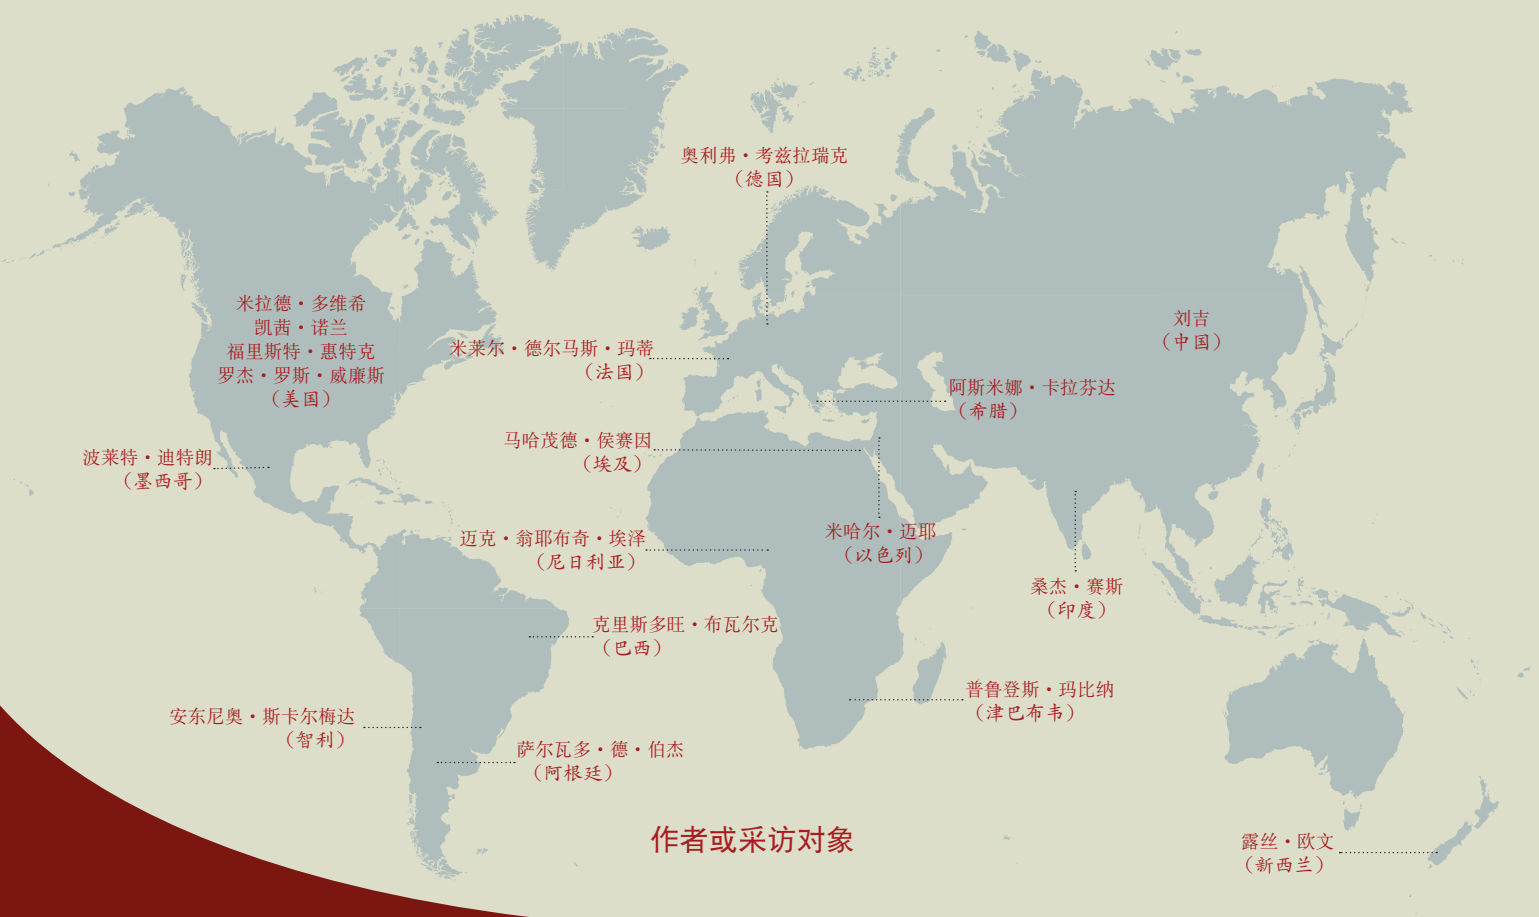 奥利弗·考兹拉瑞克
（德国）
米拉德·多维希
凯茜·诺兰
福里斯特·惠特克
罗杰·罗斯·威廉斯
（美国）
米莱尔·德尔马斯·玛蒂
（法国）
刘吉
（中国）
阿斯米娜·卡拉芬达
（希腊）
马哈茂德·侯赛因
（埃及）
波莱特·迪特朗
（墨西哥）
迈克·翁耶布奇·埃泽
（尼日利亚）
米哈尔·迈耶
（以色列）
桑杰·赛斯
（印度）
克里斯多旺·布瓦尔克
（巴西）
普鲁登斯·玛比纳
（津巴布韦）
安东尼奥·斯卡尔梅达
（智利）
萨尔瓦多·德·伯杰
（阿根廷）
作者或采访对象
露丝·欧文
（新西兰）